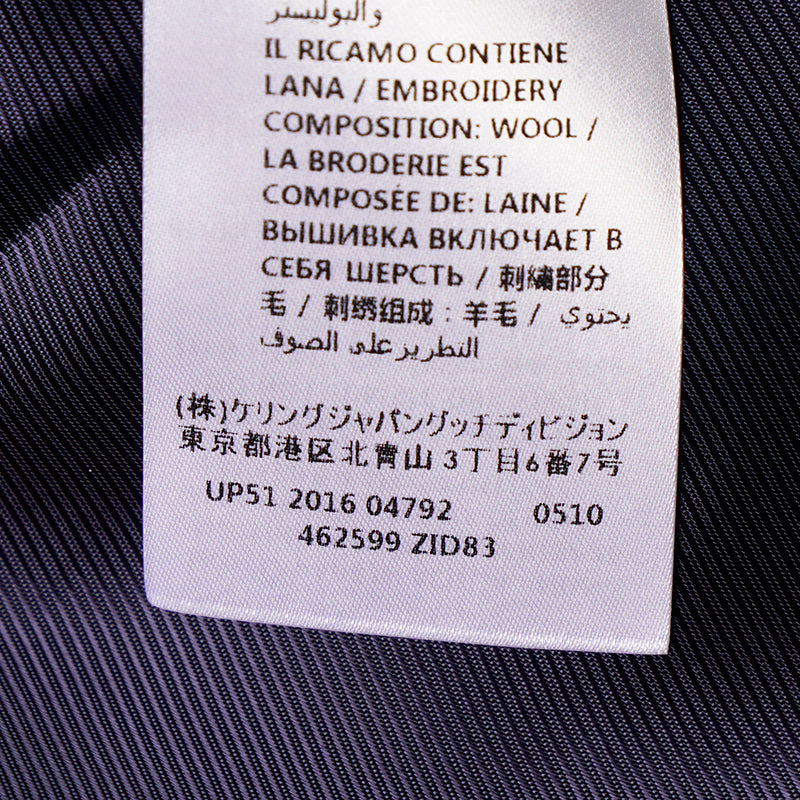 والبوليستر
IL RICAMO CONTIENE
LANA / EMBROIDERY
COMPOSITION: WOOL /
LA BRODERIE EST
COMPOSÉE DE: LAINE /
ВЫШИВКА ВКЛЮЧАЕТ В
СЕБЯ ШЕРСТЬ / 刺繡部分
毛 / 刺绣组成 : 羊毛 / يحتوي
التطريز على الصوف
(株)ケリングジャパングッチディビジョン
東京都港区北青山 3丁目6番7号
UP51 2016 04792 0510
462599 ZID83